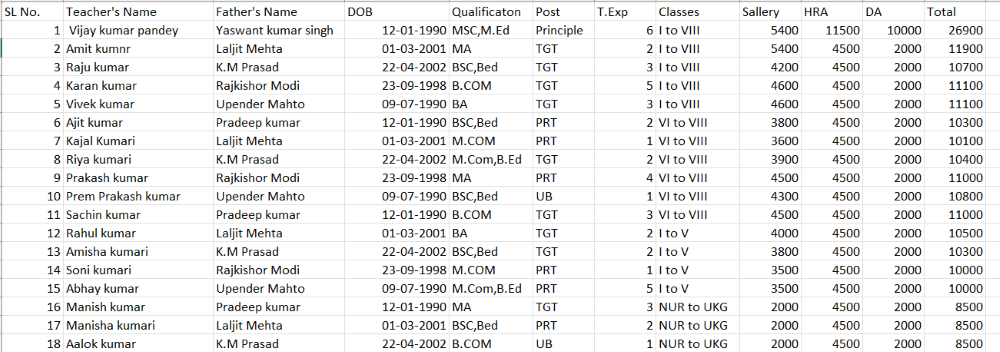 SL No. Teacher's Name Father's Name DOB Qualificaton Post T.Exp Classes Sallery HRA DA Total
1 Vijay kumar pandey Yaswant kumar singh 12-01-1990 MSC,M.Ed Principle 6 I to VIII 5400 11500 10000 26900
2 Amit kumnr Laljit Mehta 01-03-2001 MA TGT 2 I to VIII 5400 4500 2000 11900
3 Raju kumar K.M Prasad 22-04-2002 BSC,Bed TGT 3 I to VIII 4200 4500 2000 10700
4 Karan kumar Rajkishor Modi 23-09-1998 B.COM TGT 5 I to VIII 4600 4500 2000 11100
5 Vivek kumar Upender Mahto 09-07-1990 BA TGT 3 I to VIII 4600 4500 2000 11100
6 Ajit kumar Pradeep kumar 12-01-1990 BSC,Bed PRT 2 VI to VIII 3800 4500 2000 10300
7 Kajal Kumari Laljit Mehta 01-03-2001 M.COM PRT 1 VI to VIII 3600 4500 2000 10100
8 Riya kumari K.M Prasad 22-04-2002 M.Com,B.Ed TGT 2 VI to VIII 3900 4500 2000 10400
9 Prakash kumar Rajkishor Modi 23-09-1998 MA PRT 4 VI to VIII 4500 4500 2000 11000
10 Prem Prakash kumar Upender Mahto 09-07-1990 BSC,Bed UB 1 VI to VIII 4300 4500 2000 10800
11 Sachin kumar Pradeep kumar 12-01-1990 B.COM TGT 3 VI to VIII 4500 4500 2000 11000
12 Rahul kumar Laljit Mehta 01-03-2001 BA TGT 2 I to V 4000 4500 2000 10500
13 Amisha kumari K.M Prasad 22-04-2002 BSC,Bed TGT 2 I to V 3800 4500 2000 10300
14 Soni kumari Rajkishor Modi 23-09-1998 M.COM PRT 1 I to V 3500 4500 2000 10000
15 Abhay kumar Upender Mahto 09-07-1990 M.Com,B.Ed PRT 5 I to V 3500 4500 2000 10000
16 Manish kumar Pradeep kumar 12-01-1990 MA TGT 3 NUR to UKG 2000 4500 2000 8500
17 Manisha kumari Laljit Mehta 01-03-2001 BSC,Bed PRT 2 NUR to UKG 2000 4500 2000 8500
18 Aalok kumar K.M Prasad 22-04-2002 B.COM UB 1 NUR to UKG 2000 4500 2000 8500